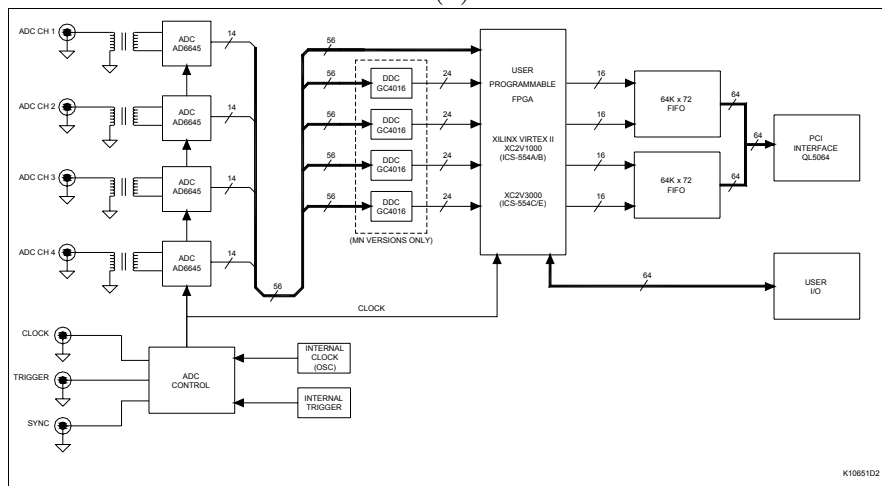 ADC CH 1
ADC
AD6645
14
ADC CH 2
ADC
AD6645
14
ADC CH 3
ADC
AD6645
14
ADC CH 4
ADC
AD6645
14
56
56
56
56
56
56
DDC
GC4016
DDC
GC4016
DDC
GC4016
DDC
GC4016
(MN VERSIONS ONLY)
24
24
24
24
USER
PROGRAMMABLE
FPGA
XILINX VIRTEX II
XC2V1000
(ICS-554A/B)
XC2V3000
(ICS-554C/E)
16
16
16
16
64K x 72
FIFO
64K x 72
FIFO
64
64
64
PCI
INTERFACE
QL5064
64
USER
I/O
CLOCK
CLOCK
TRIGGER
SYNC
ADC
CONTROL
INTERNAL
CLOCK
(OSC)
INTERNAL
TRIGGER
K10651D2